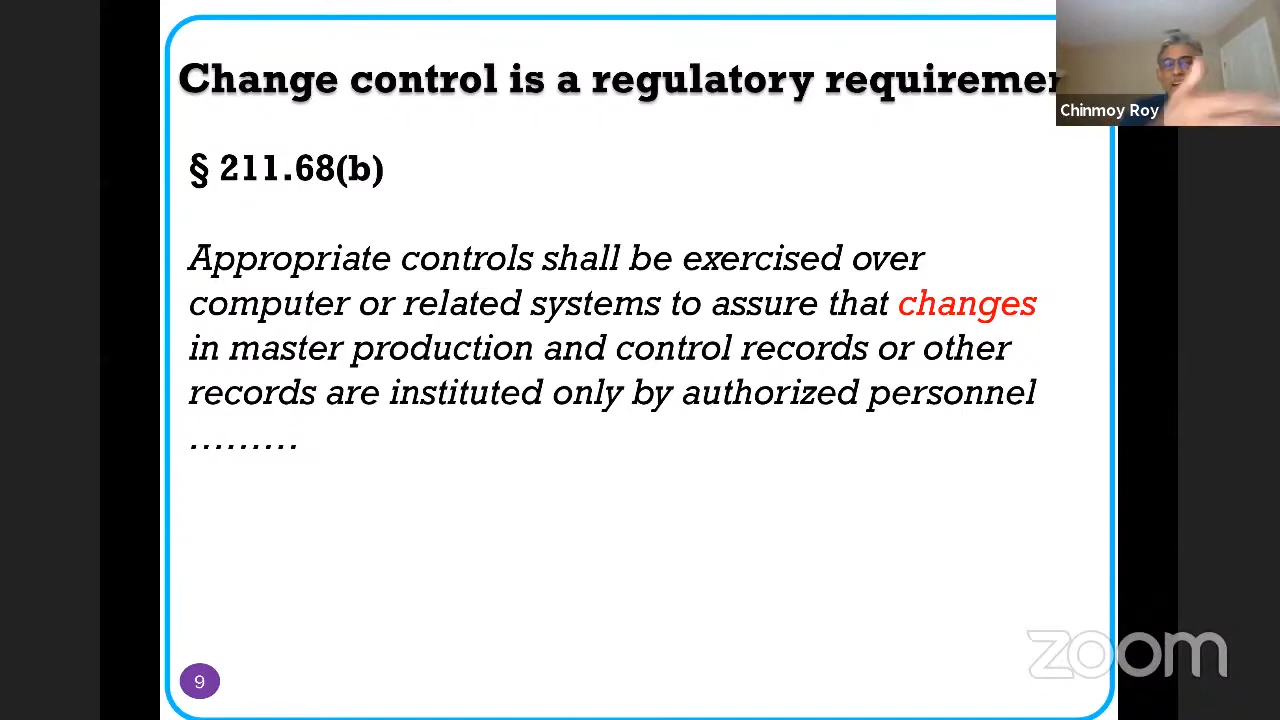 Change control is a regulatory requiremen
Chinmoy Roy
§ 211.68(b)
Appropriate controls shall be exercised over
computer or related systems to assure that changes
in master production and control records or other
records are instituted only by authorized personnel
………
9
zoom